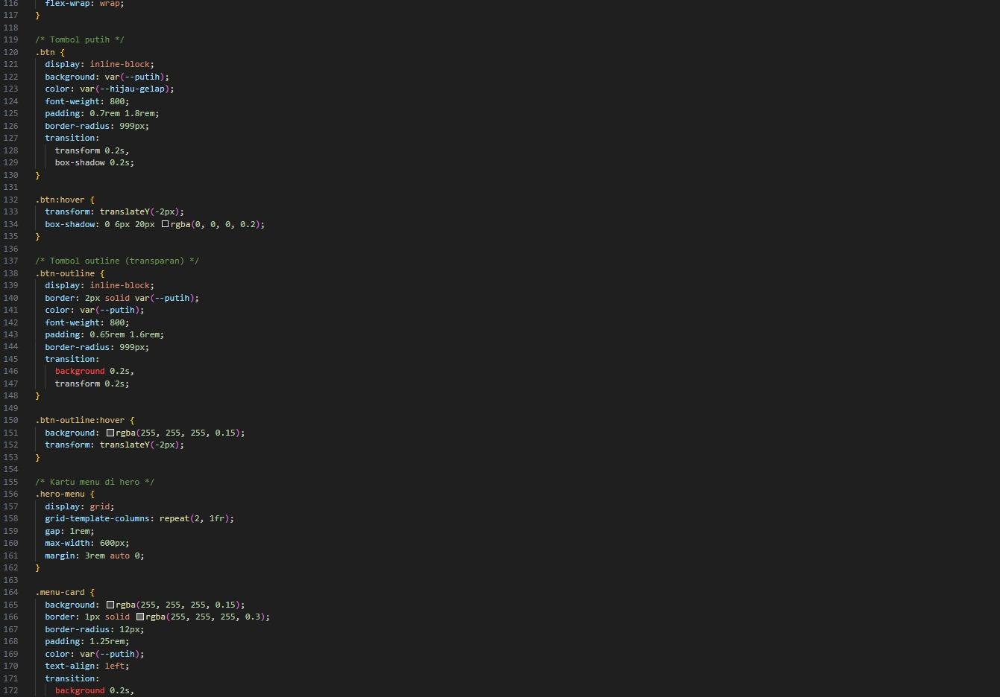 116 flex-wrap: wrap;
117 }
118
119 /* Tombol putih */
120 .btn {
121 display: inline-block;
122 background: var(--putih);
123 color: var(--hijau-gelap);
124 font-weight: 800;
125 padding: 0.7rem 1.8rem;
126 border-radius: 999px;
127 transition:
128 transform 0.2s,
129 box-shadow 0.2s;
130 }
131
132 .btn:hover {
133 transform: translateY(-2px);
134 box-shadow: 0 6px 20px rgba(0, 0, 0, 0.2);
135 }
136
137 /* Tombol outline (transparan) */
138 .btn-outline {
139 display: inline-block;
140 border: 2px solid var(--putih);
141 color: var(--putih);
142 font-weight: 800;
143 padding: 0.65rem 1.6rem;
144 border-radius: 999px;
145 transition:
146 background 0.2s,
147 transform 0.2s;
148 }
149
150 .btn-outline:hover {
151 background: rgba(255, 255, 255, 0.15);
152 transform: translateY(-2px);
153 }
154
155 /* Kartu menu di hero */
156 .hero-menu {
157 display: grid;
158 grid-template-columns: repeat(2, 1fr);
159 gap: 1rem;
160 max-width: 600px;
161 margin: 3rem auto 0;
162 }
163
164 .menu-card {
165 background: rgba(255, 255, 255, 0.15);
166 border: 1px solid rgba(255, 255, 255, 0.3);
167 border-radius: 12px;
168 padding: 1.25rem;
169 color: var(--putih);
170 text-align: left;
171 transition:
172 background 0.2s,